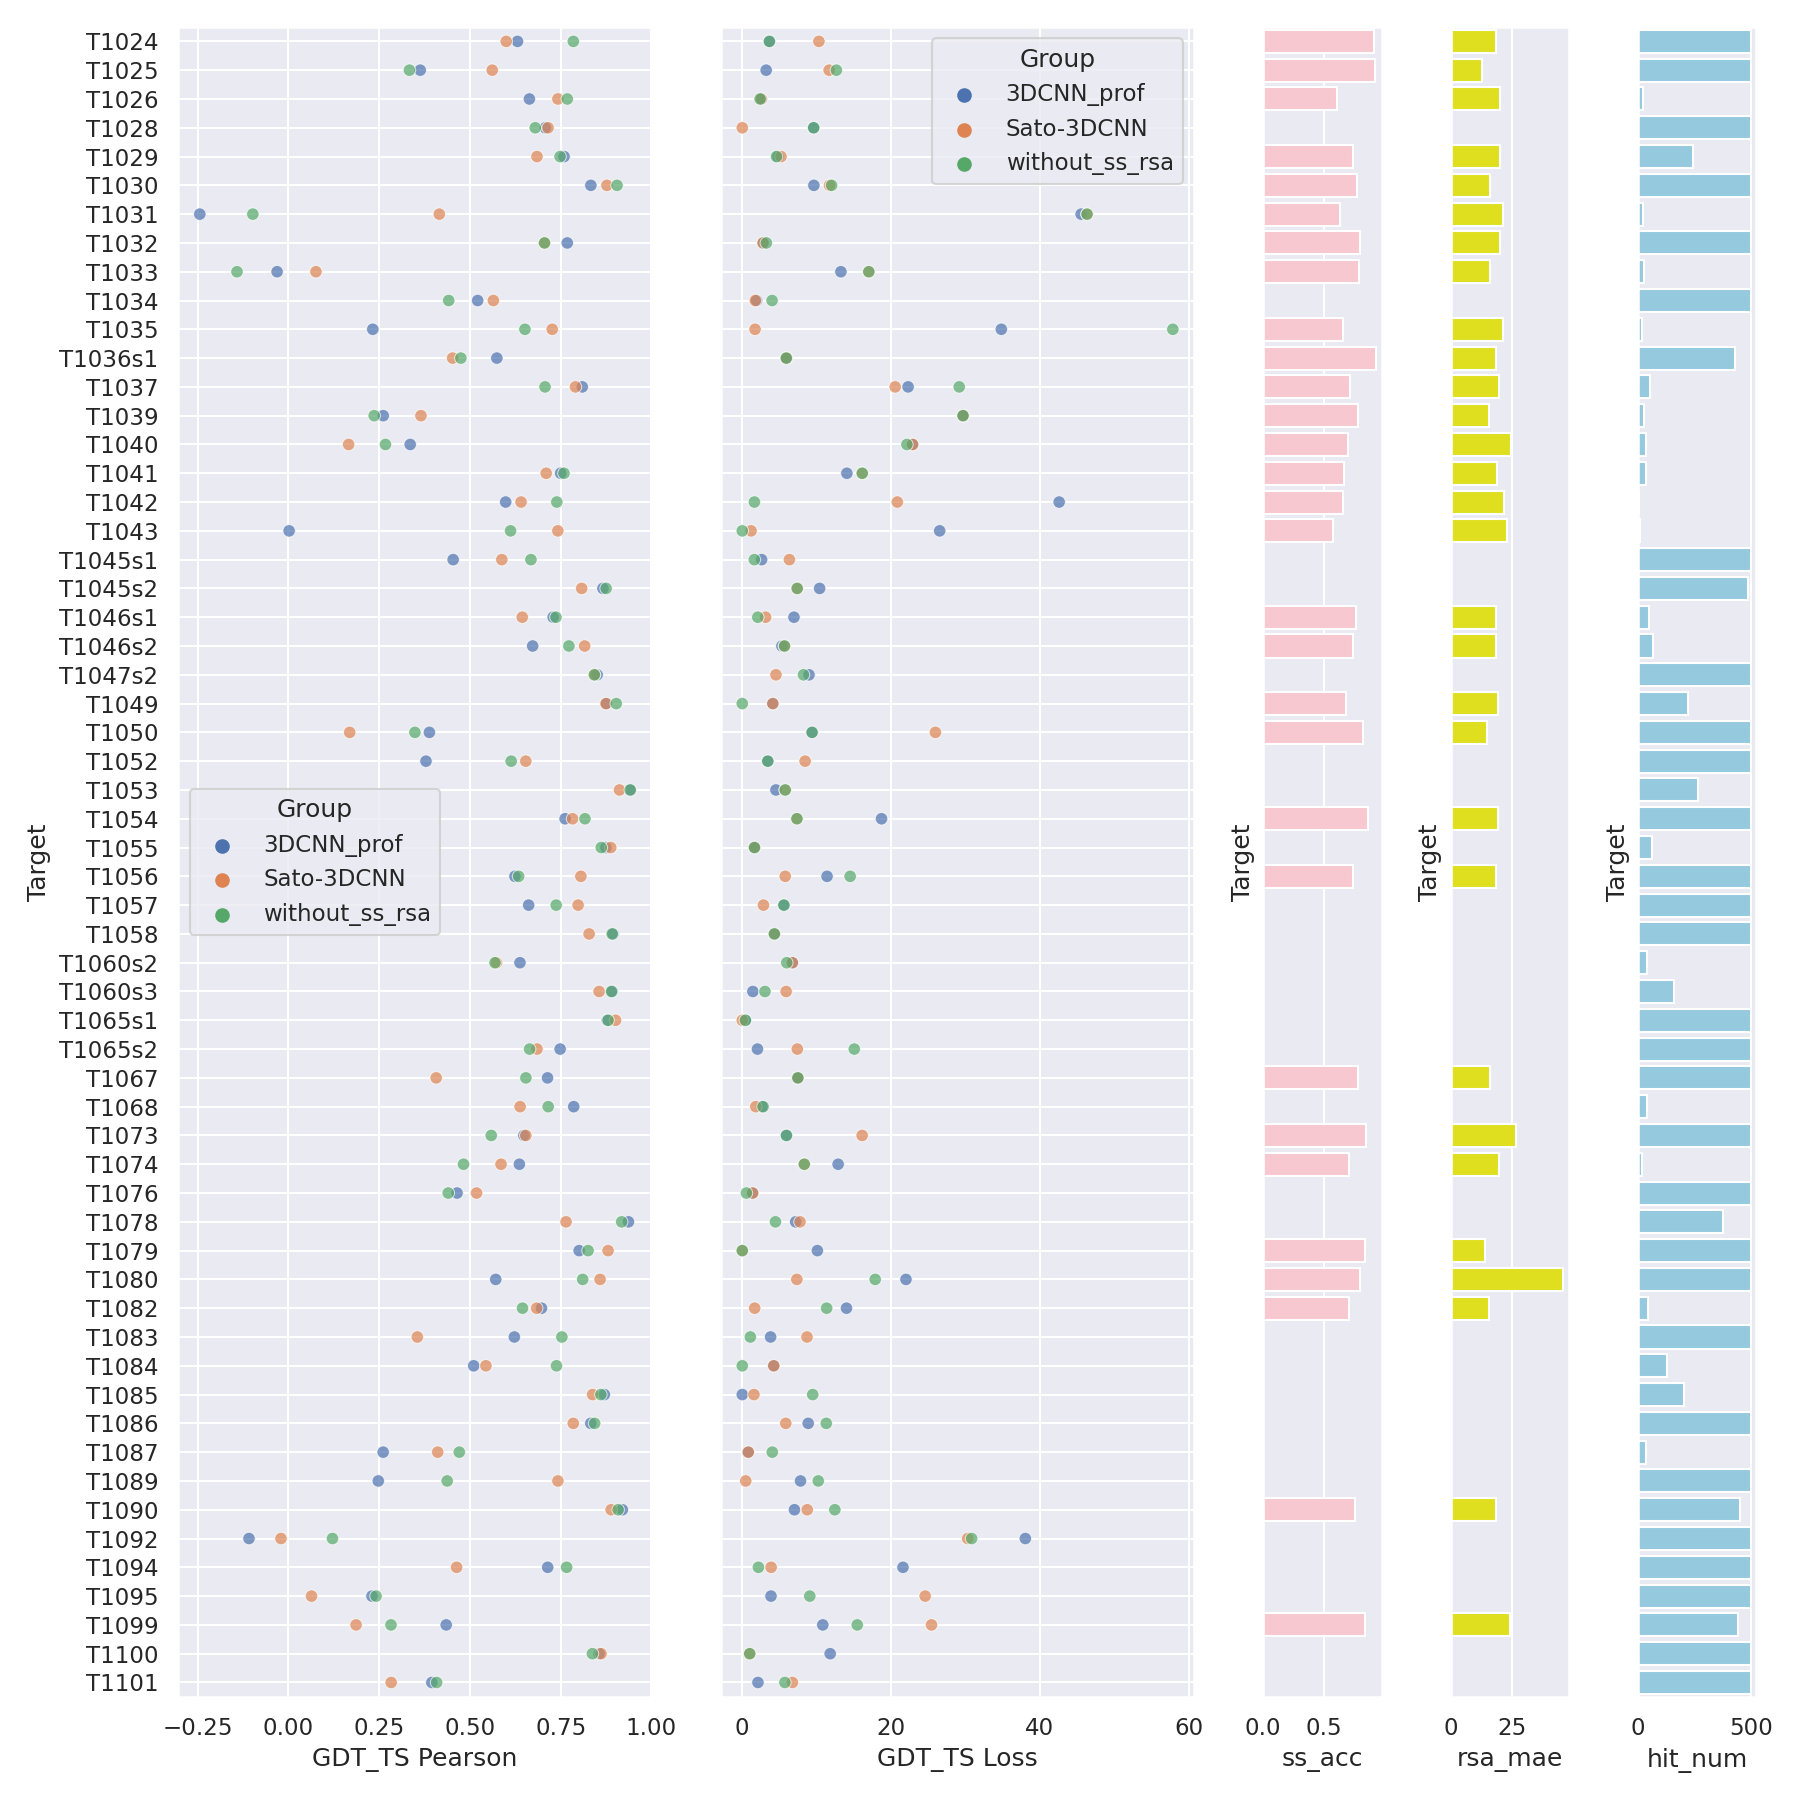 T1024
T1025
T1026
T1028
T1029
T1030
T1031
T1032
T1033
T1034
T1035
T1036s1
T1037
T1039
T1040
T1041
T1042
T1043
T1045s1
T1045s2
T1046s1
T1046s2
T1047s2
T1049
T1050
T1052
T1053
T1054
T1055
T1056
T1057
T1058
T1060s2
T1060s3
T1065s1
T1065s2
T1067
T1068
T1073
T1074
T1076
T1078
T1079
T1080
T1082
T1083
T1084
T1085
T1086
T1087
T1089
T1090
T1092
T1094
T1095
T1099
T1100
T1101
Target
Group
3DCNN_prof
Sato-3DCNN
without_ss_rsa
−0.25 0.00 0.25 0.50 0.75 1.00
GDT_TS Pearson
Group
3DCNN_prof
Sato-3DCNN
without_ss_rsa
0 20 40 60
GDT_TS Loss
Target
0.0 0.5
ss_acc
Target
0 25
rsa_mae
Target
0 500
hit_num